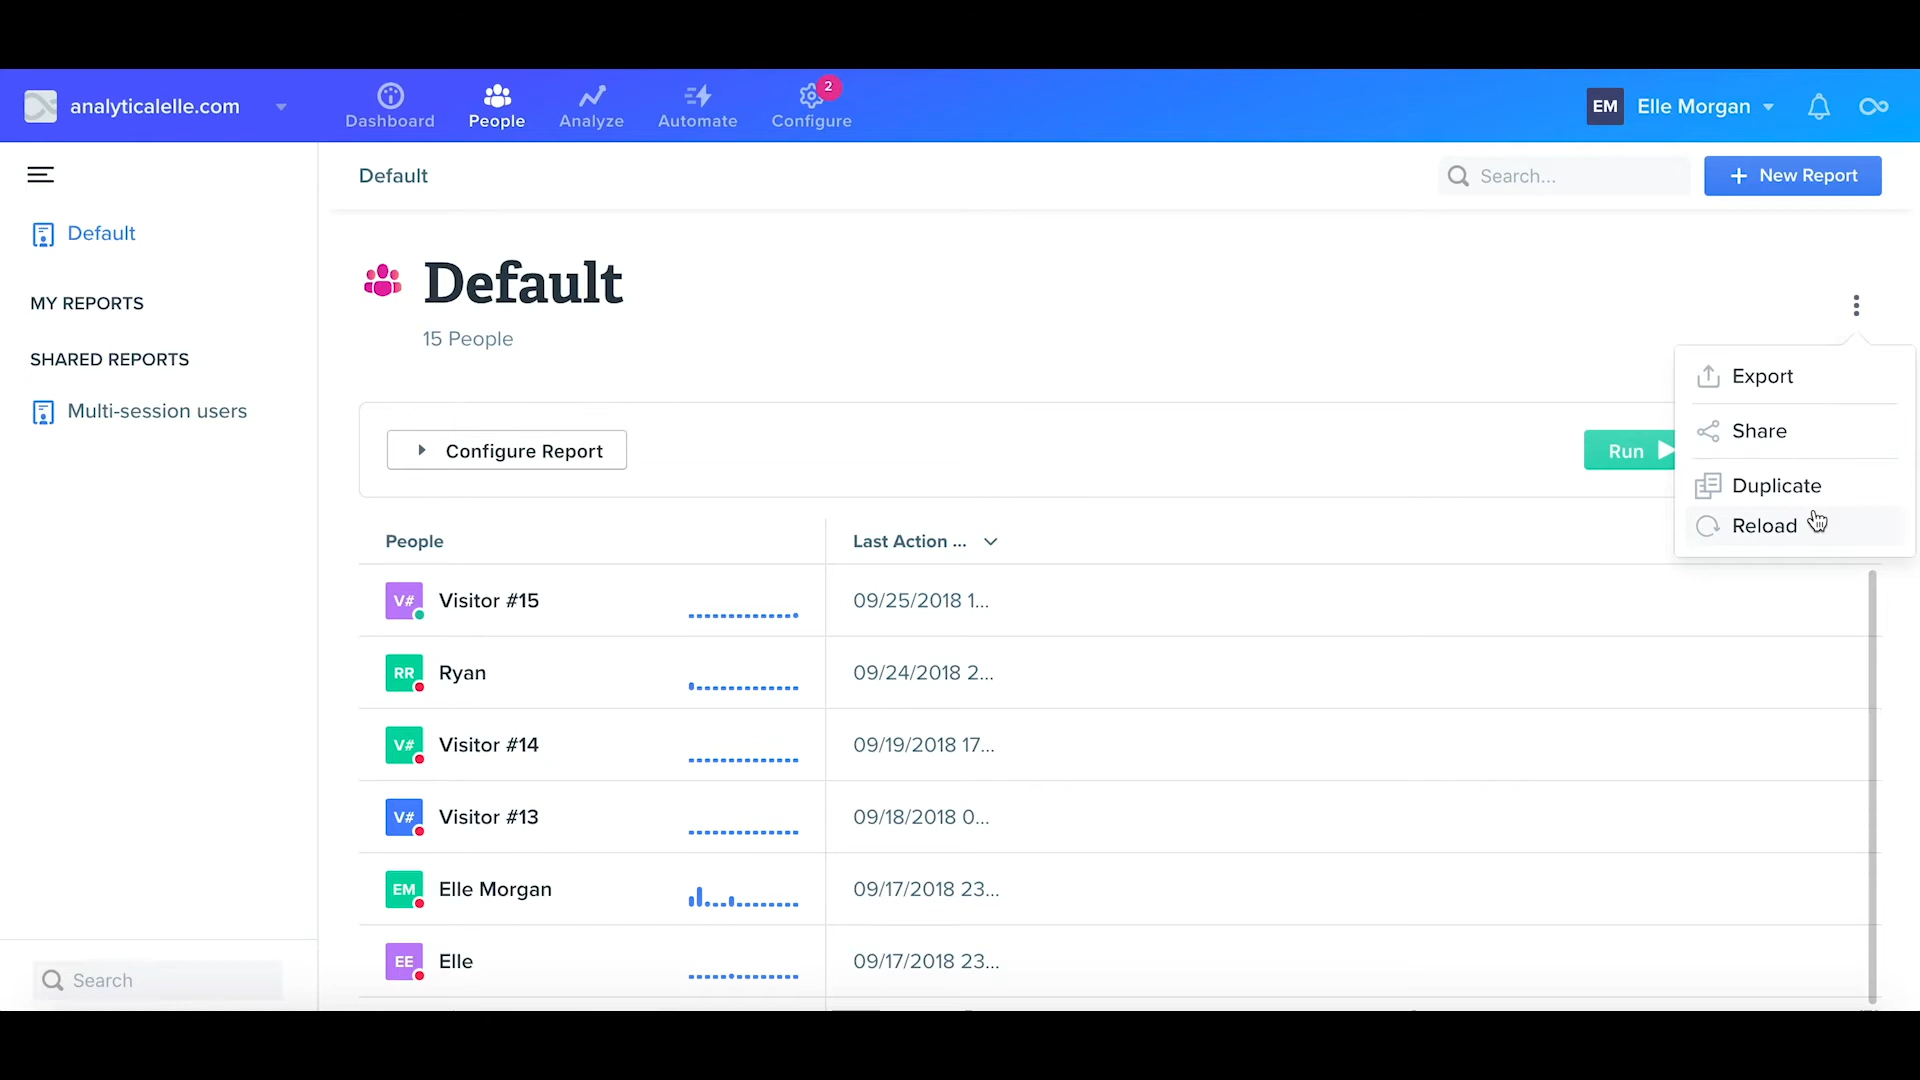 analyticalelle.com
Dashboard
People
Analyze
Automate
2
Configure
EM
Elle Morgan
Default
Search...
+ New Report
Default
MY REPORTS
SHARED REPORTS
Multi-session users
Search
Default
15 People
Export
Share
Duplicate
Reload
Configure Report
Run
People
Last Action ...
V# Visitor #15 09/25/2018 1...
RR Ryan 09/24/2018 2...
V# Visitor #14 09/19/2018 17...
V# Visitor #13 09/18/2018 0...
EM Elle Morgan 09/17/2018 23...
EE Elle 09/17/2018 23...